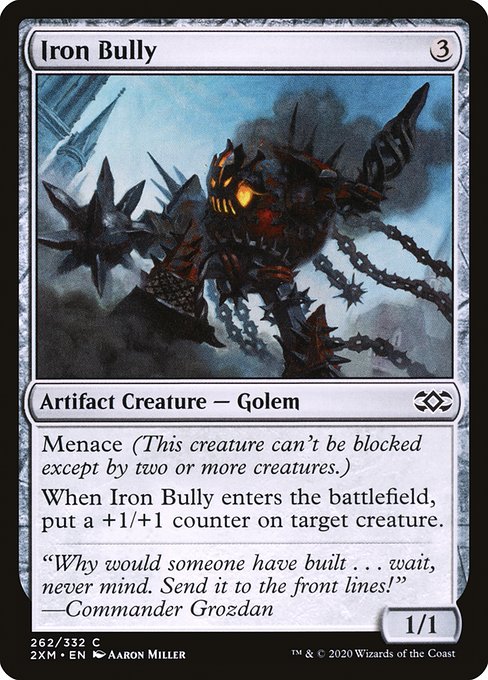 Iron Bully 3
Artifact Creature — Golem
Menace (This creature can't be blocked
except by two or more creatures.)
When Iron Bully enters the battlefield,
put a +1/+1 counter on target creature.
“Why would someone have built . . . wait,
never mind. Send it to the front lines!”
—Commander Grozdan
1/1
262/332 C
2XM • EN Aaron Miller
™ & © 2020 Wizards of the Coast